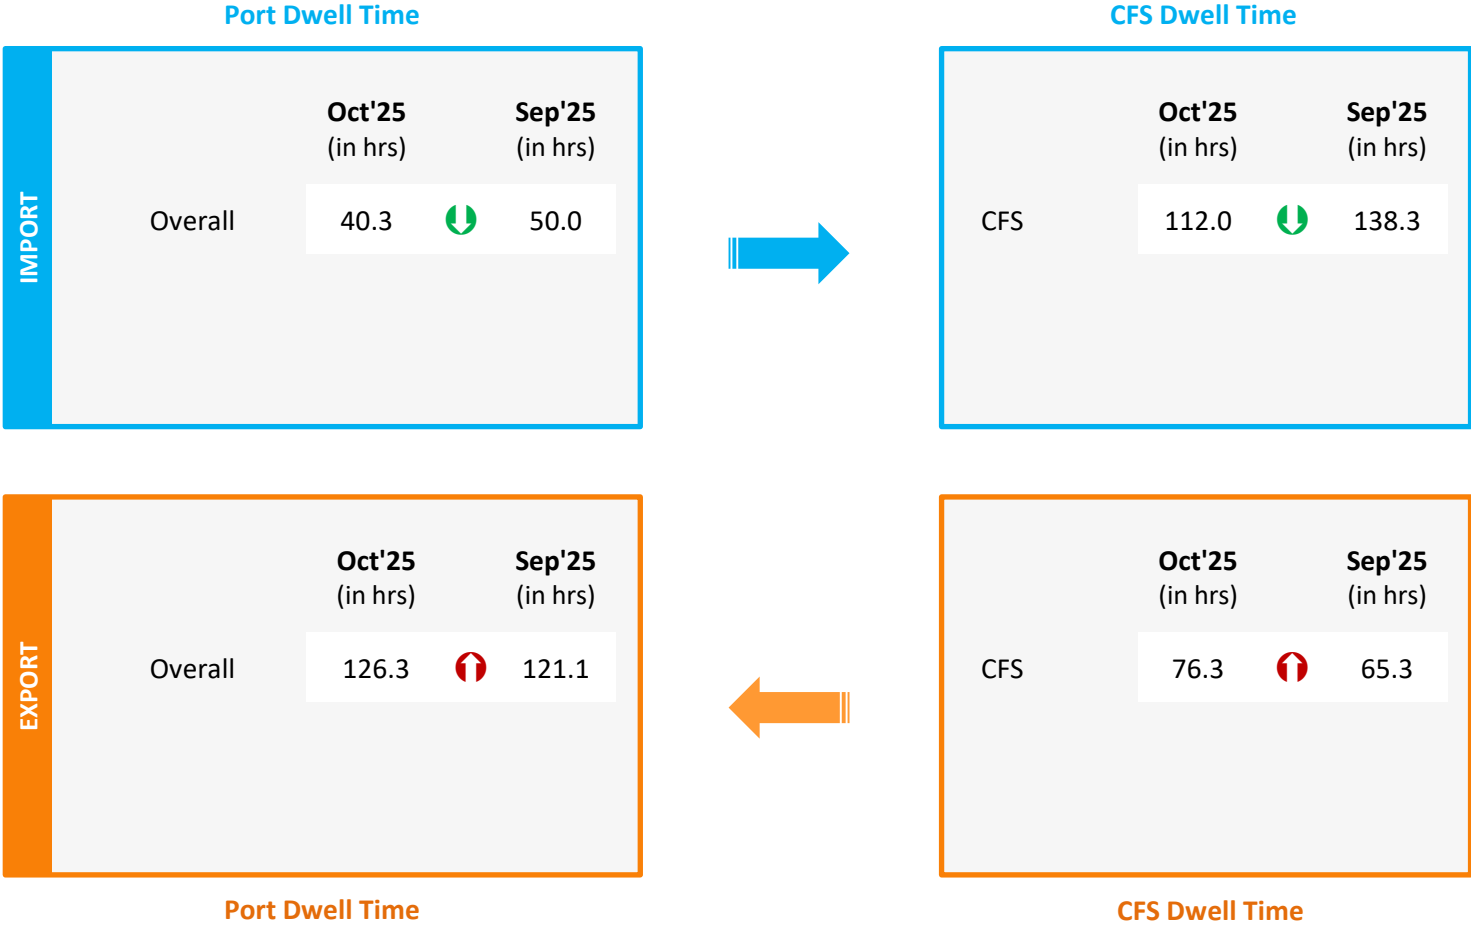 Port Dwell Time
CFS Dwell Time
IMPORT
Oct'25 Sep'25
(in hrs) (in hrs)
Overall 40.3 50.0
Oct'25 Sep'25
(in hrs) (in hrs)
CFS 112.0 138.3
EXPORT
Oct'25 Sep'25
(in hrs) (in hrs)
Overall 126.3 121.1
Oct'25 Sep'25
(in hrs) (in hrs)
CFS 76.3 65.3
Port Dwell Time
CFS Dwell Time